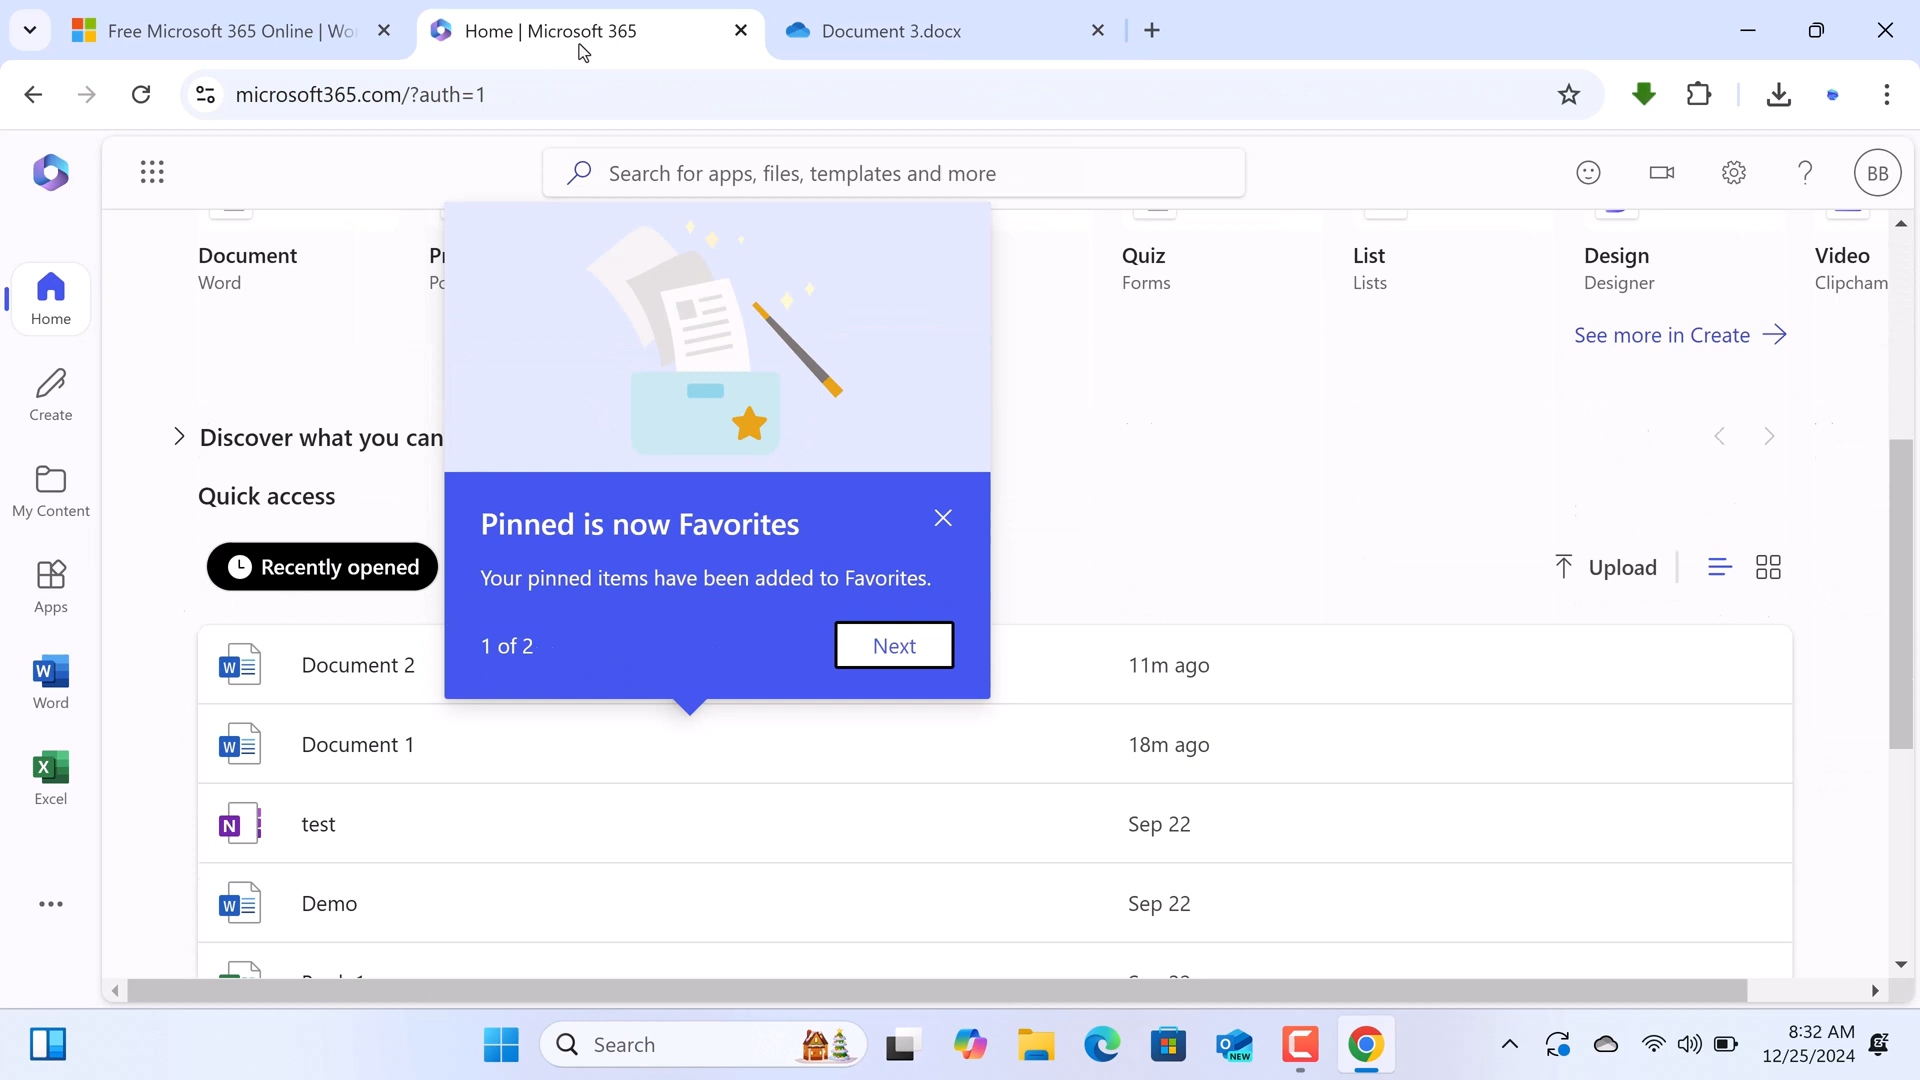 Free Microsoft 365 Online | Wo
Home | Microsoft 365
Document 3.docx
microsoft365.com/?auth=1
Search for apps, files, templates and more
BB
Document
Word
Quiz
Forms
List
Lists
Design
Designer
Video
Clipcham
See more in Create
Home
Create
My Content
Apps
Word
Excel
Discover what you can
Quick access
Recently opened
Upload
Pinned is now Favorites
Your pinned items have been added to Favorites.
1 of 2
Next
Document 2
11m ago
Document 1
18m ago
test
Sep 22
Demo
Sep 22
Search
NEW
8:32 AM
12/25/2024